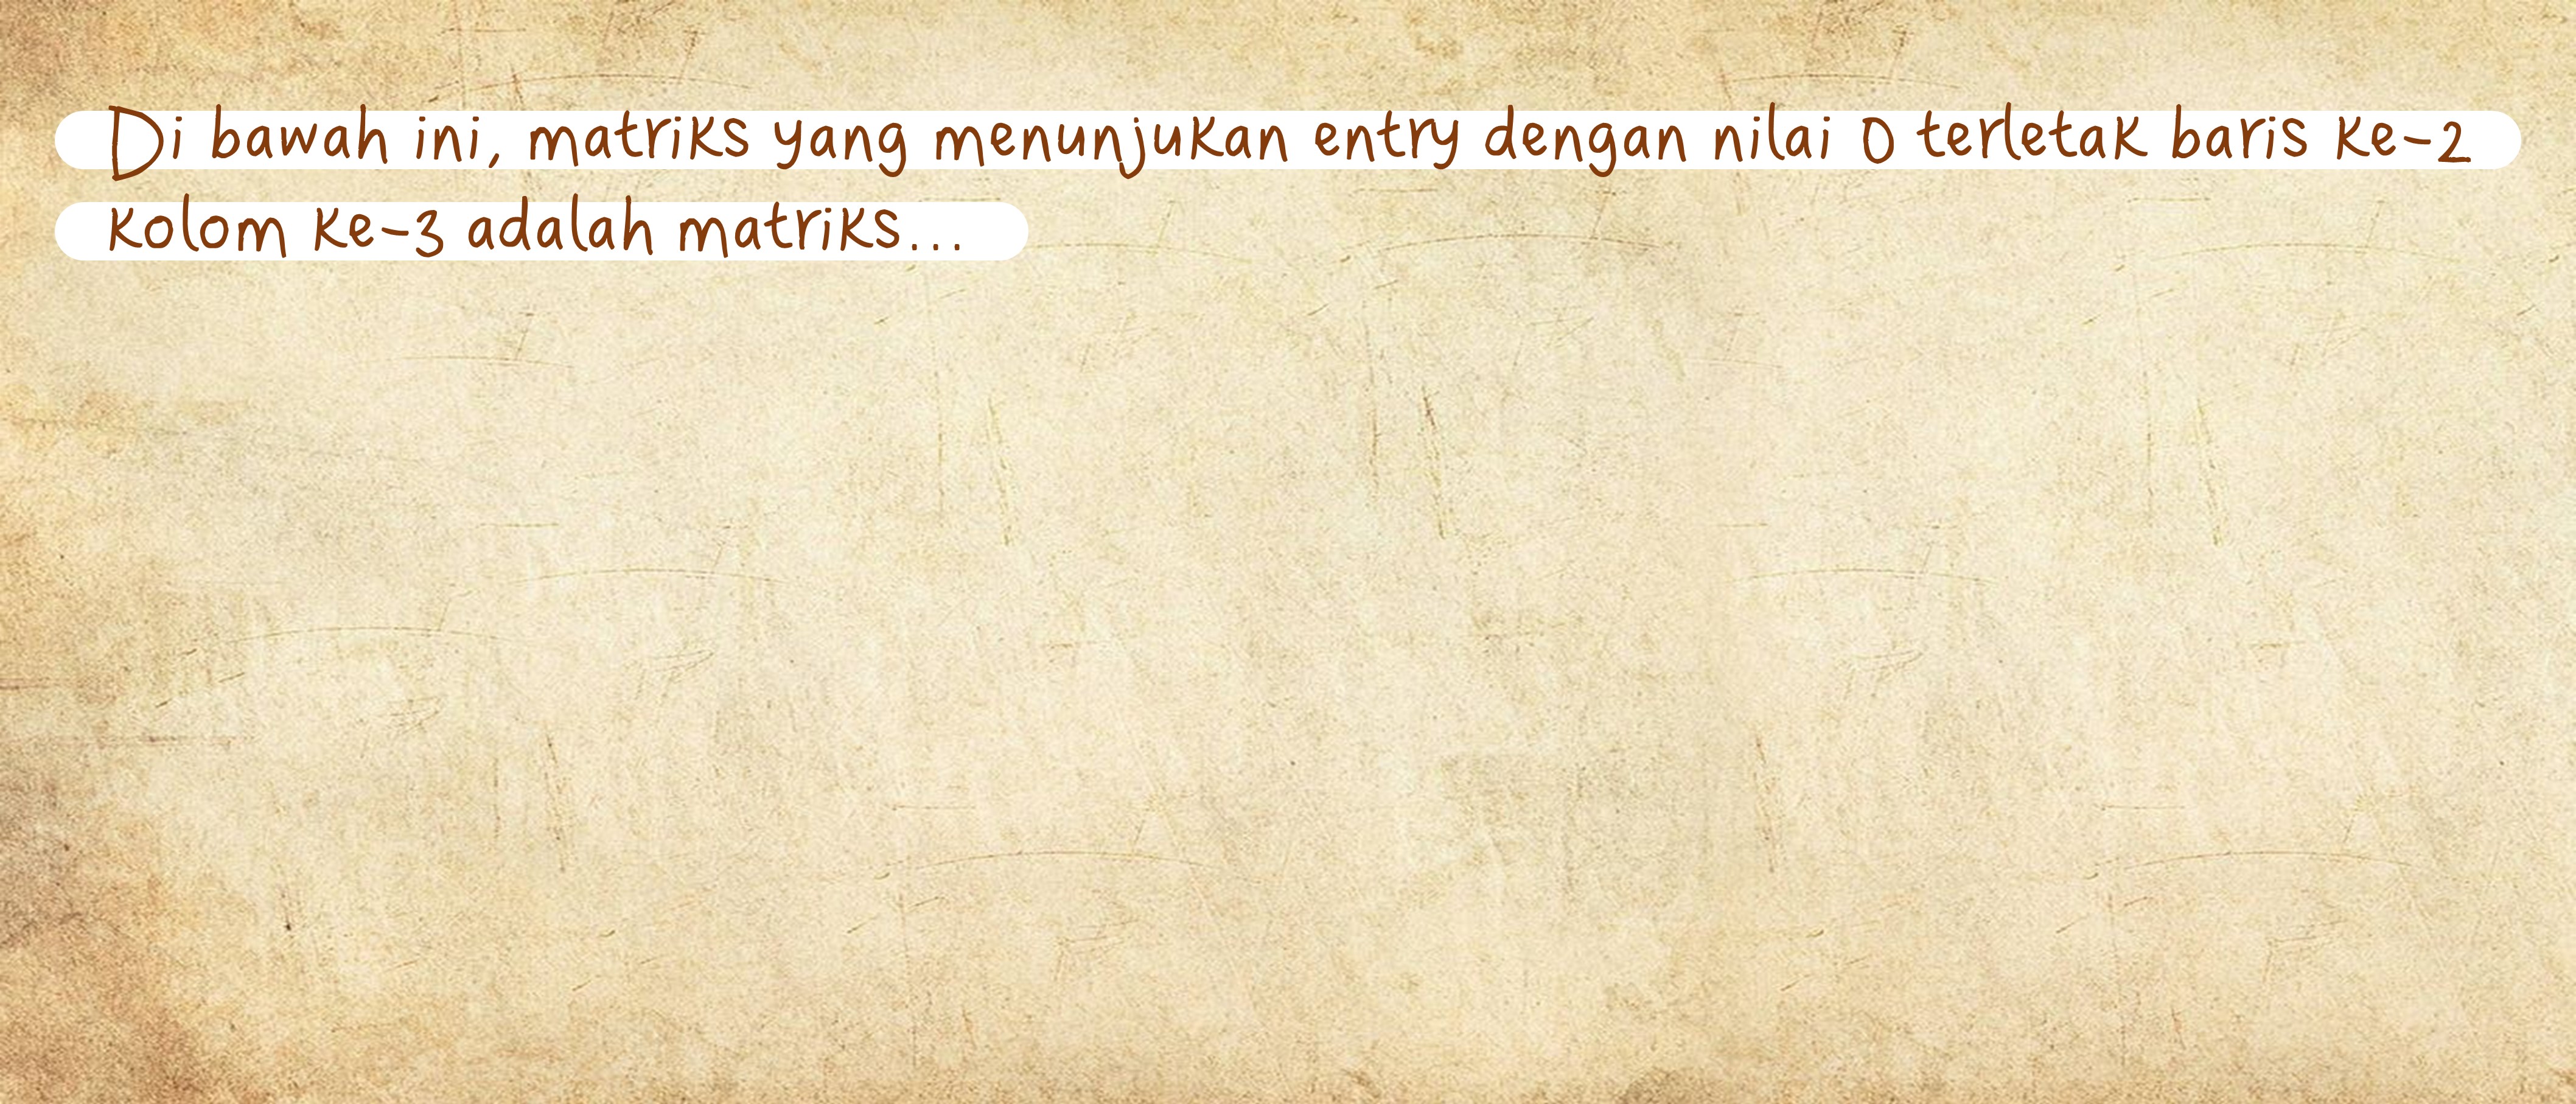 Di bawah ini, matriks yang menunjukan entry dengan nilai 0 terletak baris ke-2
kolom ke-3 adalah matriks...